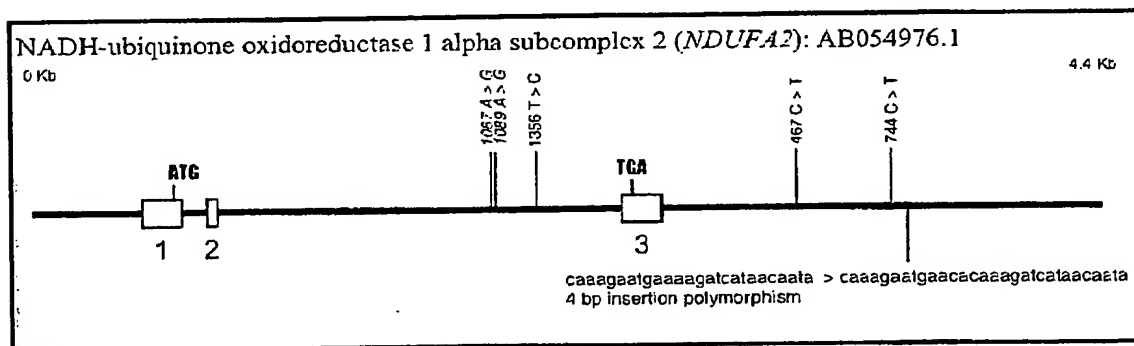 NADH-ubiquinone oxidoreductase 1 alpha subcomplex 2 (NDUFA2): AB054976.1
0 Kb
4.4 Kb
1067 A > G
1089 A > G
1356 T > C
467 C > T
744 C > T
ATG
TGA
1
2
3
caaagaatgaaaagatcataacaata > caaagaatgaacacaaagatcataacaata
4 bp insertion polymorphism